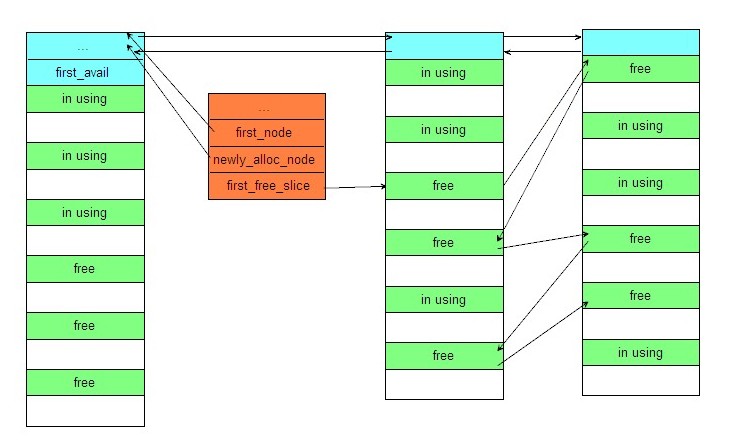 ...
first_avail
in using
in using
in using
free
free
free
...
first_node
newly_alloc_node
first_free_slice
in using
in using
free
free
in using
free
free
in using
in using
free
free
in using